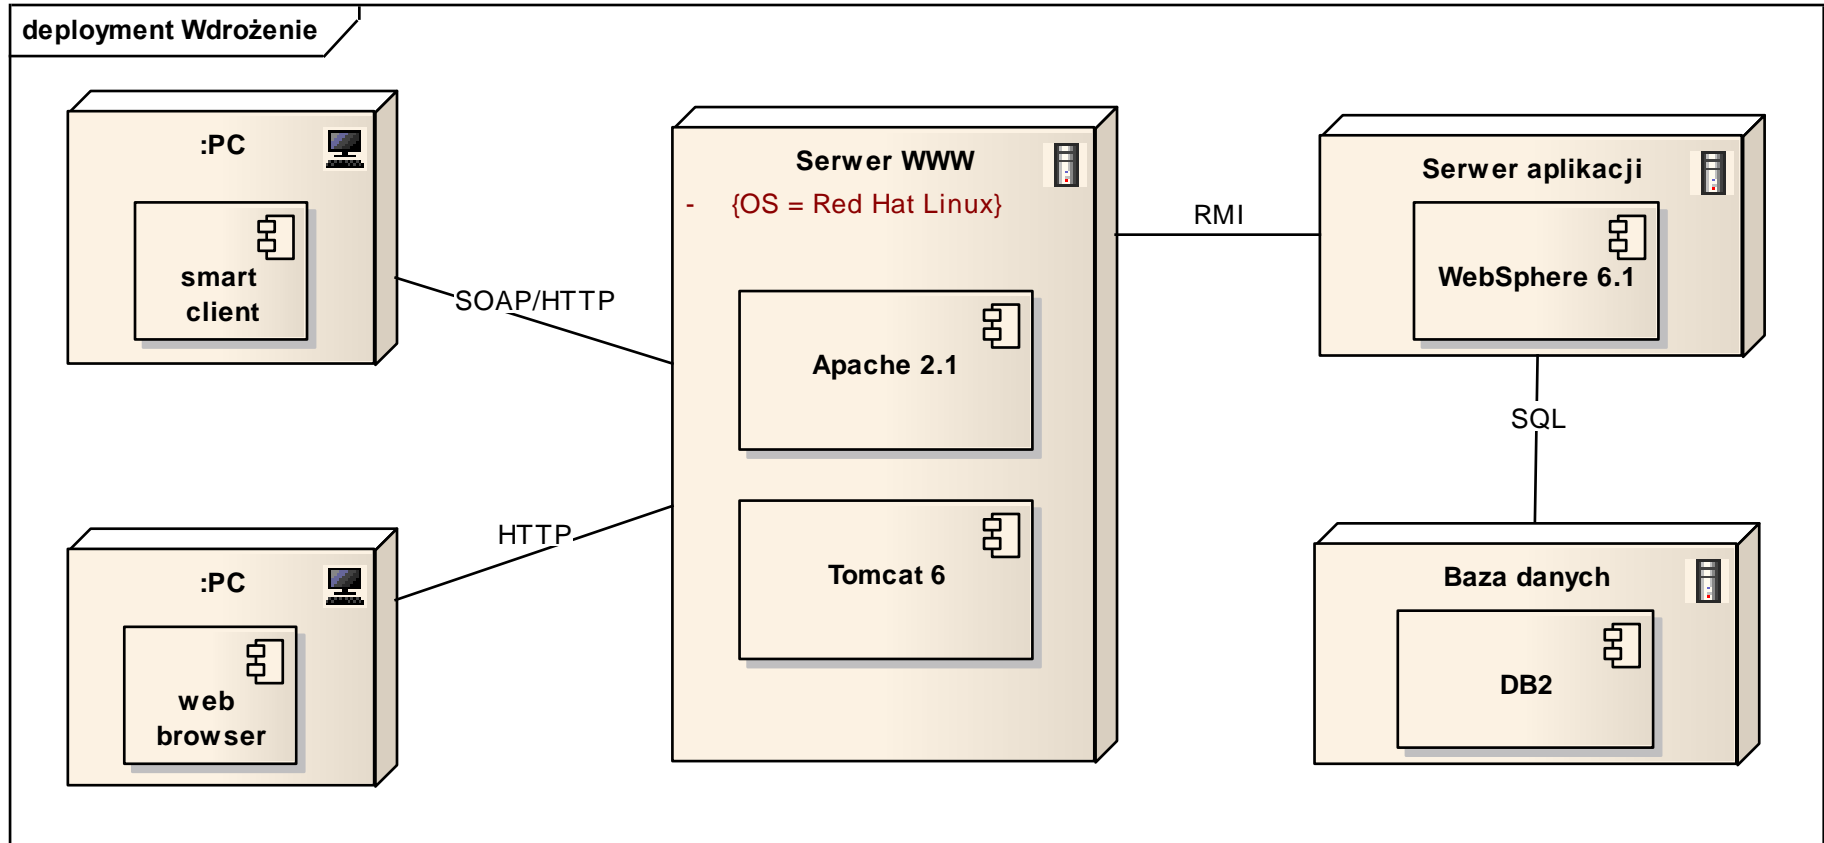 deployment Wdrożenie
:PC
smart
client
SOAP/HTTP
:PC
web
browser
HTTP
Serwer WWW
- {OS = Red Hat Linux}
Apache 2.1
Tomcat 6
RMI
Serwer aplikacji
WebSphere 6.1
SQL
Baza danych
DB2